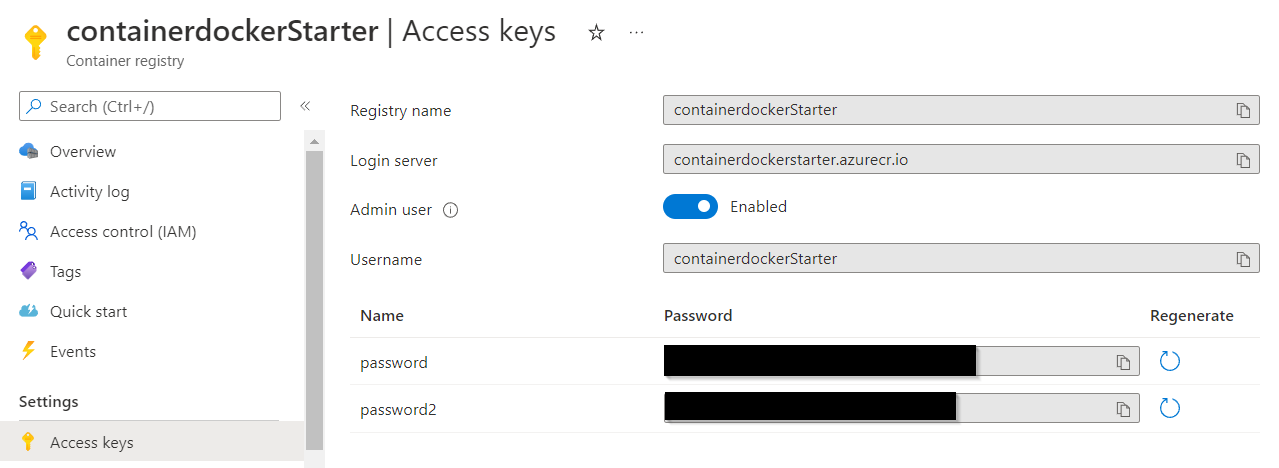 containerdockerStarter | Access keys ☆ ...
Container registry
Search (Ctrl+/)
«
Overview
Activity log
Access control (IAM)
Tags
Quick start
Events
Settings
Access keys
Registry name containerdockerStarter
Login server containerdockerstarter.azurecr.io
Admin user Enabled
Username containerdockerStarter
Name Password Regenerate
password
password2